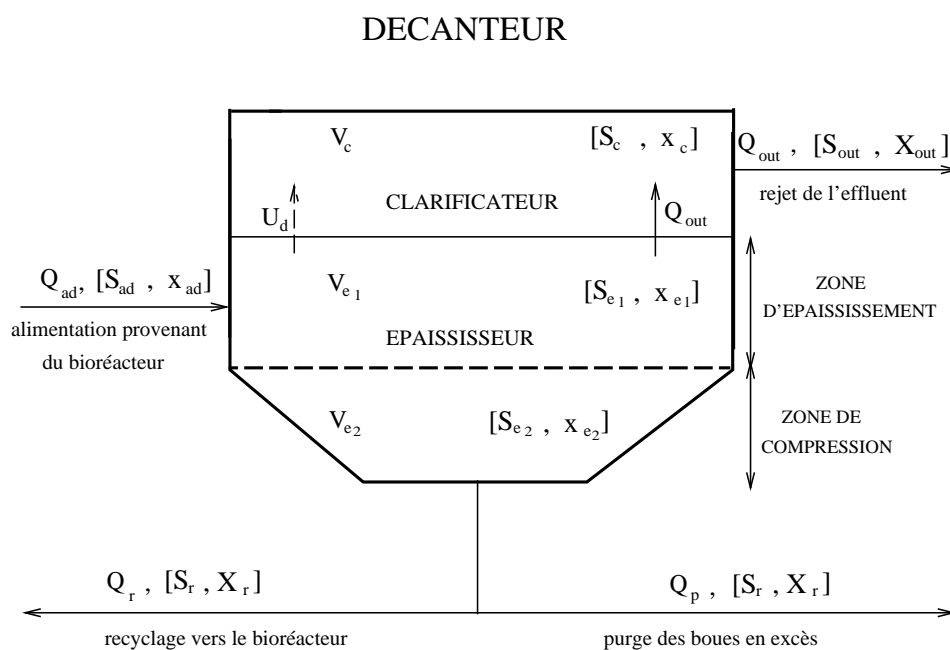 DECANTEUR
V_c
[S_c , x_c]
Q_out , [S_out , X_out]
rejet de l'effluent
CLARIFICATEUR
U_d
Q_out
Q_ad, [S_ad , x_ad]
alimentation provenant
du bioréacteur
V_e1
[S_e1 , x_e1]
ZONE
D'EPAISSISSEMENT
EPAISSISSEUR
V_e2
[S_e2 , x_e2]
ZONE DE
COMPRESSION
Q_r , [S_r , X_r]
recyclage vers le bioréacteur
Q_p , [S_r , X_r]
purge des boues en excès